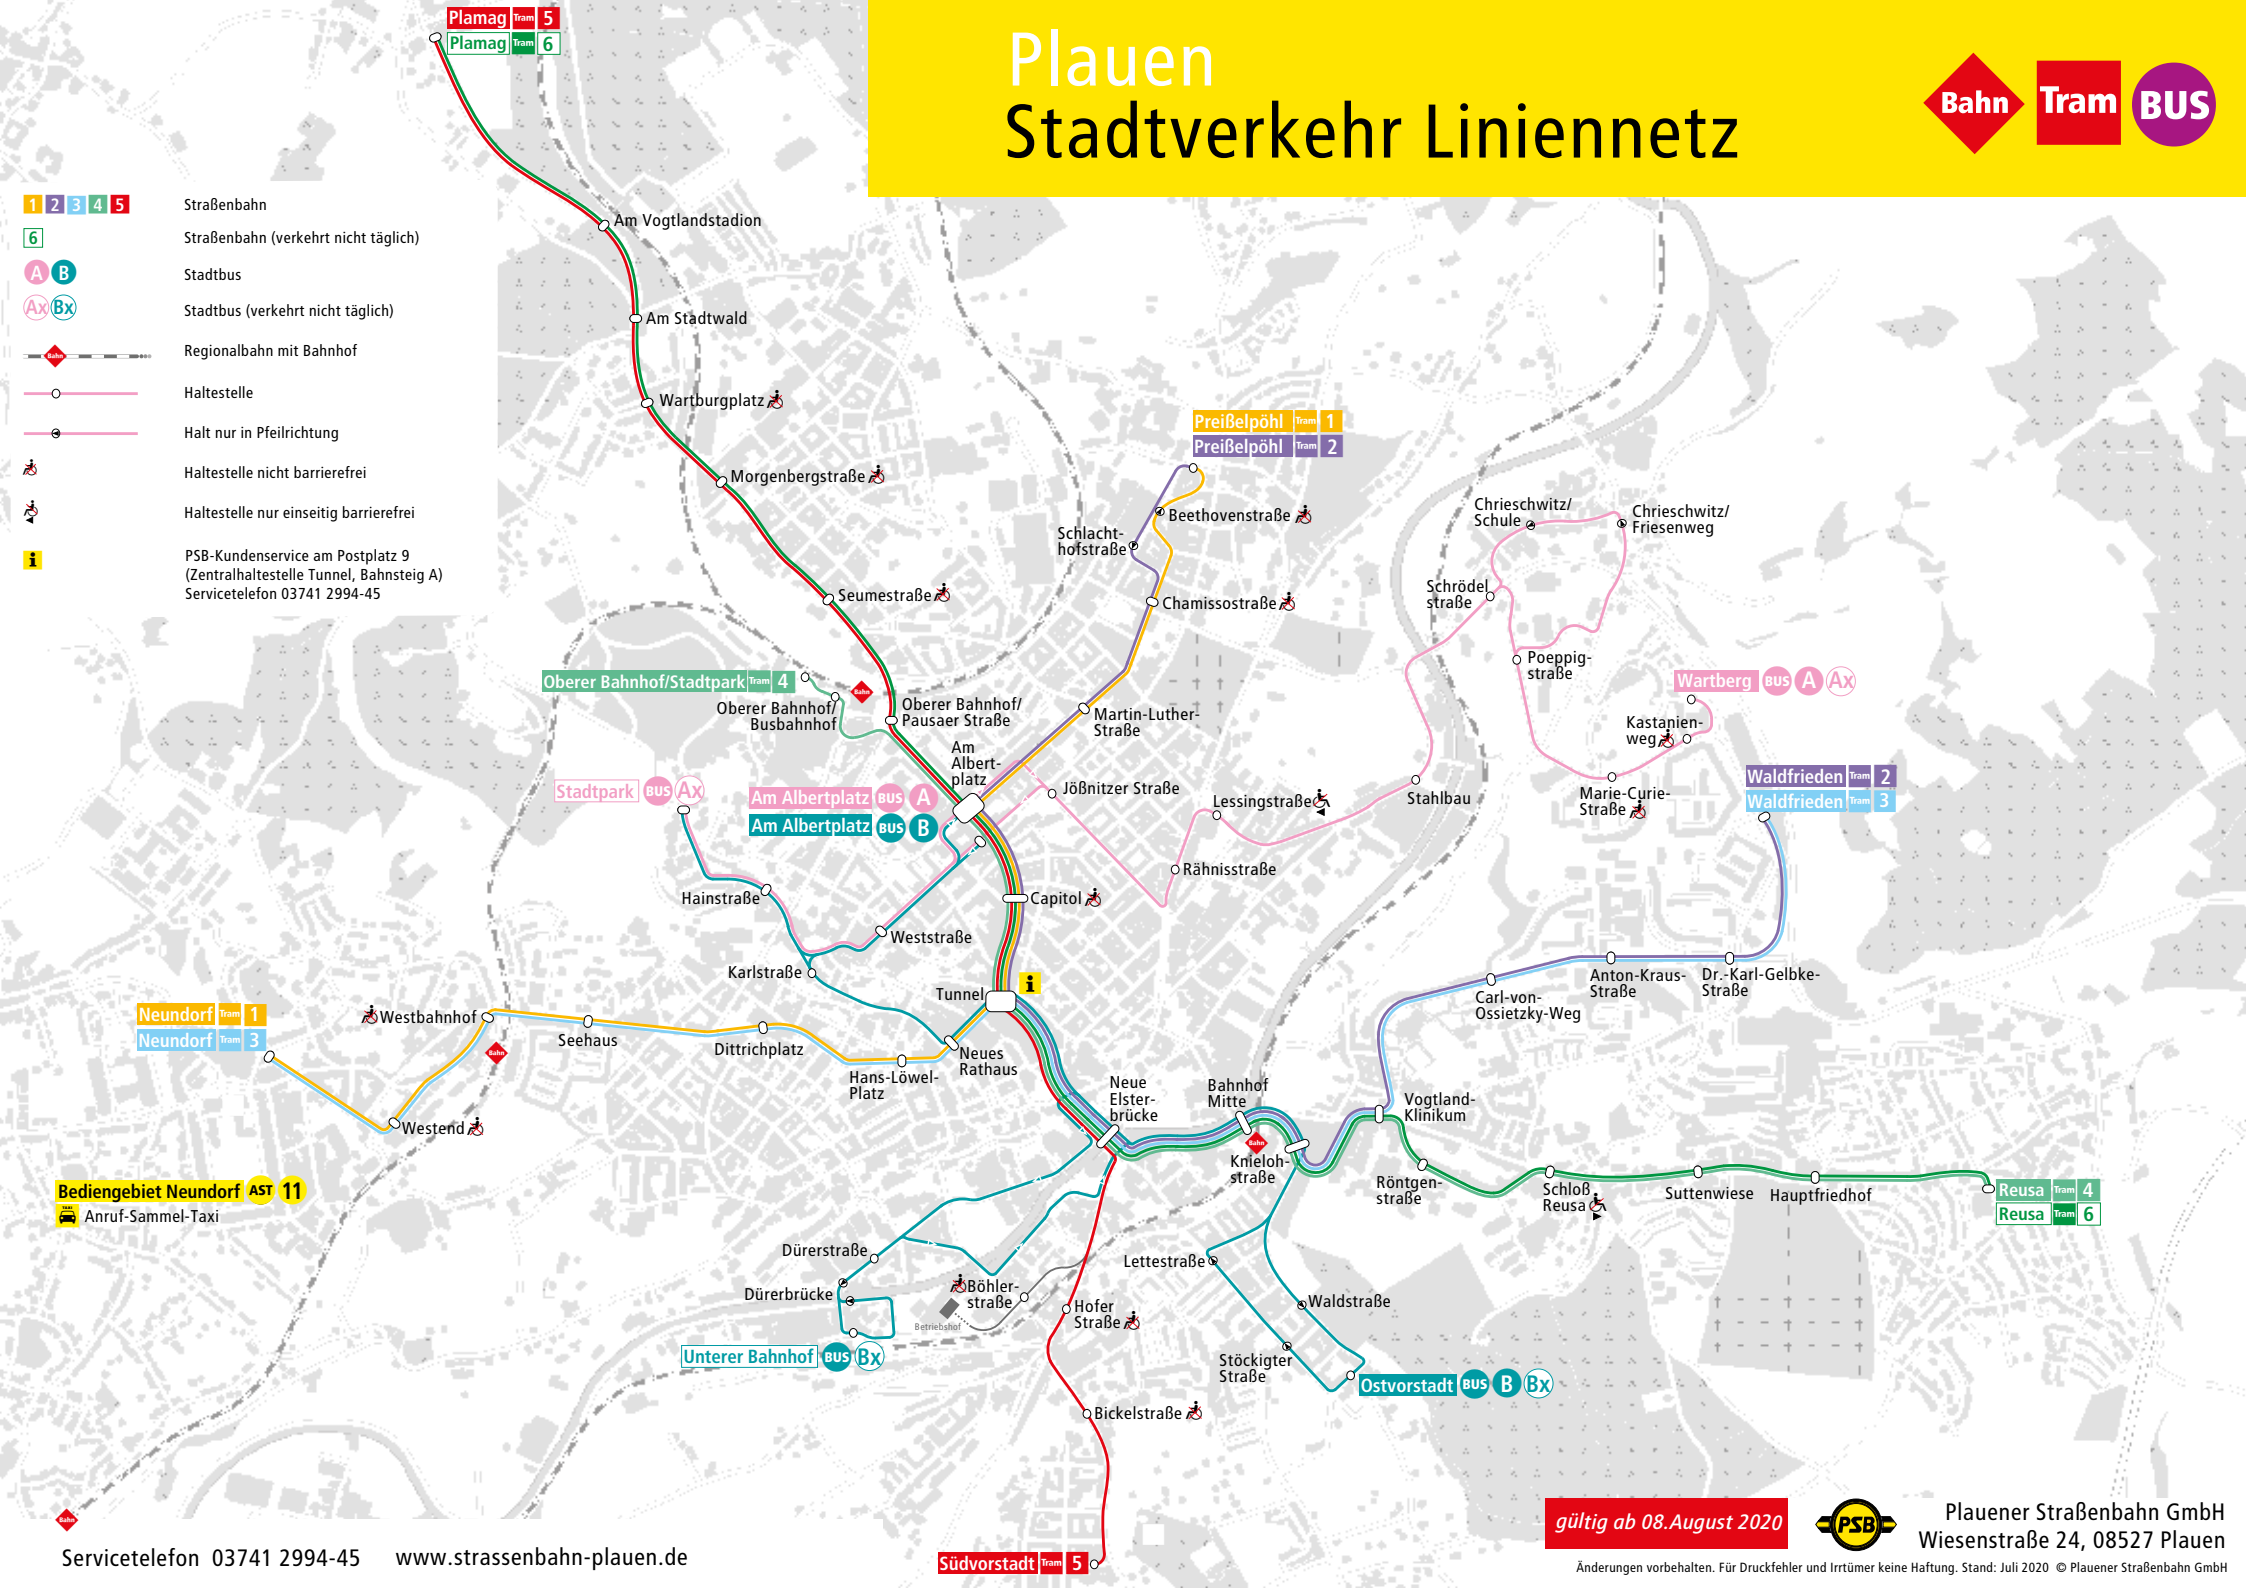 Plamag Tram 5
Plamag Tram 6
Plauen
Stadtverkehr Liniennetz
Bahn Tram BUS
1 2 3 4 5 Straßenbahn
6 Straßenbahn (verkehrt nicht täglich)
A B Stadtbus
Ax Bx Stadtbus (verkehrt nicht täglich)
Bahn Regionalbahn mit Bahnhof
Haltestelle
Halt nur in Pfeilrichtung
Haltestelle nicht barrierefrei
Haltestelle nur einseitig barrierefrei
i PSB-Kundenservice am Postplatz 9
(Zentralhaltestelle Tunnel, Bahnsteig A)
Servicetelefon 03741 2994-45
Am Vogtlandstadion
Am Stadtwald
Wartburgplatz
Morgenbergstraße
Seumestraße
Preißelpöhl Tram 1
Preißelpöhl Tram 2
Beethovenstraße
Schlacht-
hofstraße
Chamissostraße
Martin-Luther-
Straße
Chrieschwitz/
Schule
Chrieschwitz/
Friesenweg
Schrödel
straße
Poeppig-
straße
Wartberg BUS A Ax
Kastanien-
weg
Marie-Curie-
Straße
Waldfrieden Tram 2
Waldfrieden Tram 3
Oberer Bahnhof/Stadtpark Tram 4
Bahn
Oberer Bahnhof/
Busbahnhof
Oberer Bahnhof/
Pausaer Straße
Am
Albert-
platz
Stadtpark BUS Ax
Am Albertplatz BUS A
Am Albertplatz BUS B
Jößnitzer Straße
Lessingstraße
Stahlbau
Rähnisstraße
Hainstraße
Capitol
Weststraße
Karlstraße
Tunnel
i
Neundorf Tram 1
Neundorf Tram 3
Westbahnhof
Bahn
Seehaus
Dittrichplatz
Hans-Löwel-
Platz
Neues
Rathaus
Westend
Carl-von-
Ossietzky-Weg
Anton-Kraus-
Straße
Dr.-Karl-Gelbke-
Straße
Neue
Elster-
brücke
Bahnhof
Mitte
Bahn
Knieloh-
straße
Vogtland-
Klinikum
Röntgen-
straße
Schloß
Reusa
Suttenwiese
Hauptfriedhof
Reusa Tram 4
Reusa Tram 6
Bediengebiet Neundorf AST 11
TAXI Anruf-Sammel-Taxi
Dürerstraße
Dürerbrücke
Unterer Bahnhof BUS Bx
Böhler-
straße
Betriebshof
Hofer
Straße
Lettestraße
Waldstraße
Stöckigter
Straße
Ostvorstadt BUS B Bx
Bickelstraße
Südvorstadt Tram 5
Bahn
Servicetelefon 03741 2994-45
www.strassenbahn-plauen.de
gültig ab 08.August 2020
PSB
Plauener Straßenbahn GmbH
Wiesenstraße 24, 08527 Plauen
Änderungen vorbehalten. Für Druckfehler und Irrtümer keine Haftung. Stand: Juli 2020 © Plauener Straßenbahn GmbH